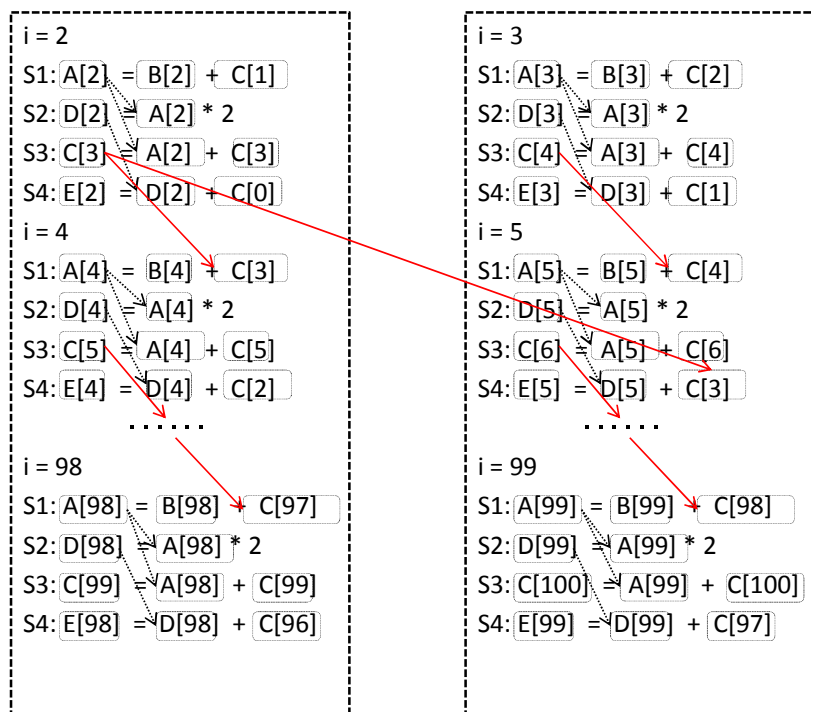 i = 2
S1: A[2] = B[2] + C[1]
S2: D[2] = A[2] * 2
S3: C[3] = A[2] + C[3]
S4: E[2] = D[2] + C[0]
i = 4
S1: A[4] = B[4] + C[3]
S2: D[4] = A[4] * 2
S3: C[5] = A[4] + C[5]
S4: E[4] = D[4] + C[2]
......
i = 98
S1: A[98] = B[98] + C[97]
S2: D[98] = A[98] * 2
S3: C[99] = A[98] + C[99]
S4: E[98] = D[98] + C[96]
i = 3
S1: A[3] = B[3] + C[2]
S2: D[3] = A[3] * 2
S3: C[4] = A[3] + C[4]
S4: E[3] = D[3] + C[1]
i = 5
S1: A[5] = B[5] + C[4]
S2: D[5] = A[5] * 2
S3: C[6] = A[5] + C[6]
S4: E[5] = D[5] + C[3]
......
i = 99
S1: A[99] = B[99] + C[98]
S2: D[99] = A[99] * 2
S3: C[100] = A[99] + C[100]
S4: E[99] = D[99] + C[97]